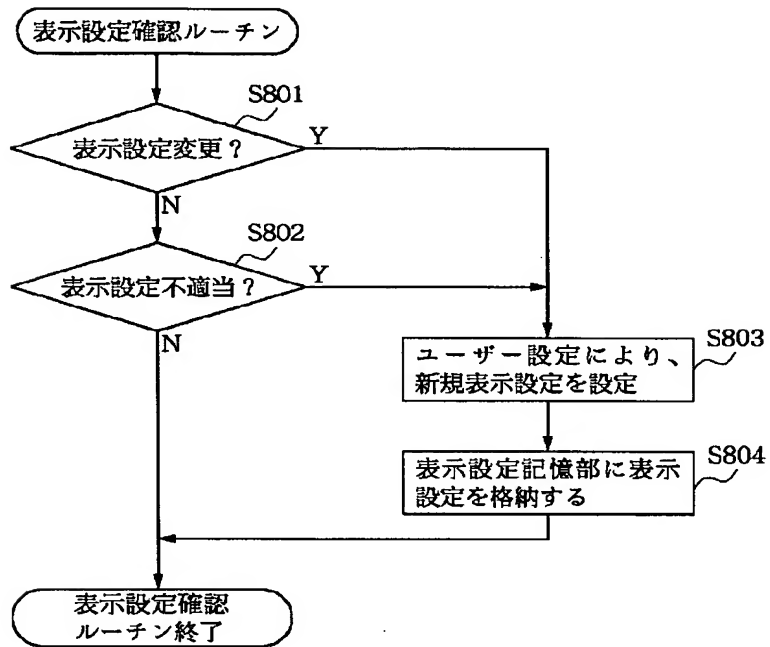 表示設定確認ルーチン
S801
表示設定変更？
Y
N
S802
表示設定不適当？
Y
N
S803
ユーザー設定により、
新規表示設定を設定
S804
表示設定記憶部に表示
設定を格納する
表示設定確認
ルーチン終了